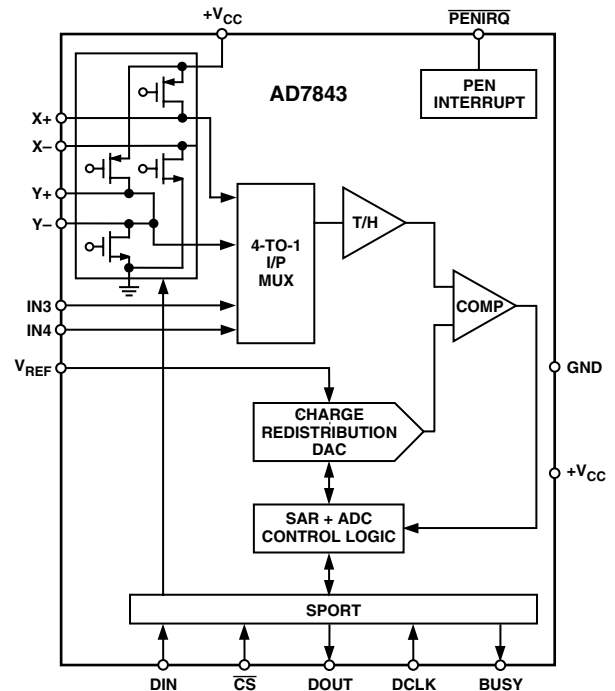 +VCC
PENIRQ
AD7843
PEN
INTERRUPT
X+
X–
Y+
Y–
T/H
4-TO-1
I/P
MUX
COMP
IN3
IN4
VREF
GND
CHARGE
REDISTRIBUTION
DAC
+VCC
SAR + ADC
CONTROL LOGIC
SPORT
DIN
CS
DOUT
DCLK
BUSY